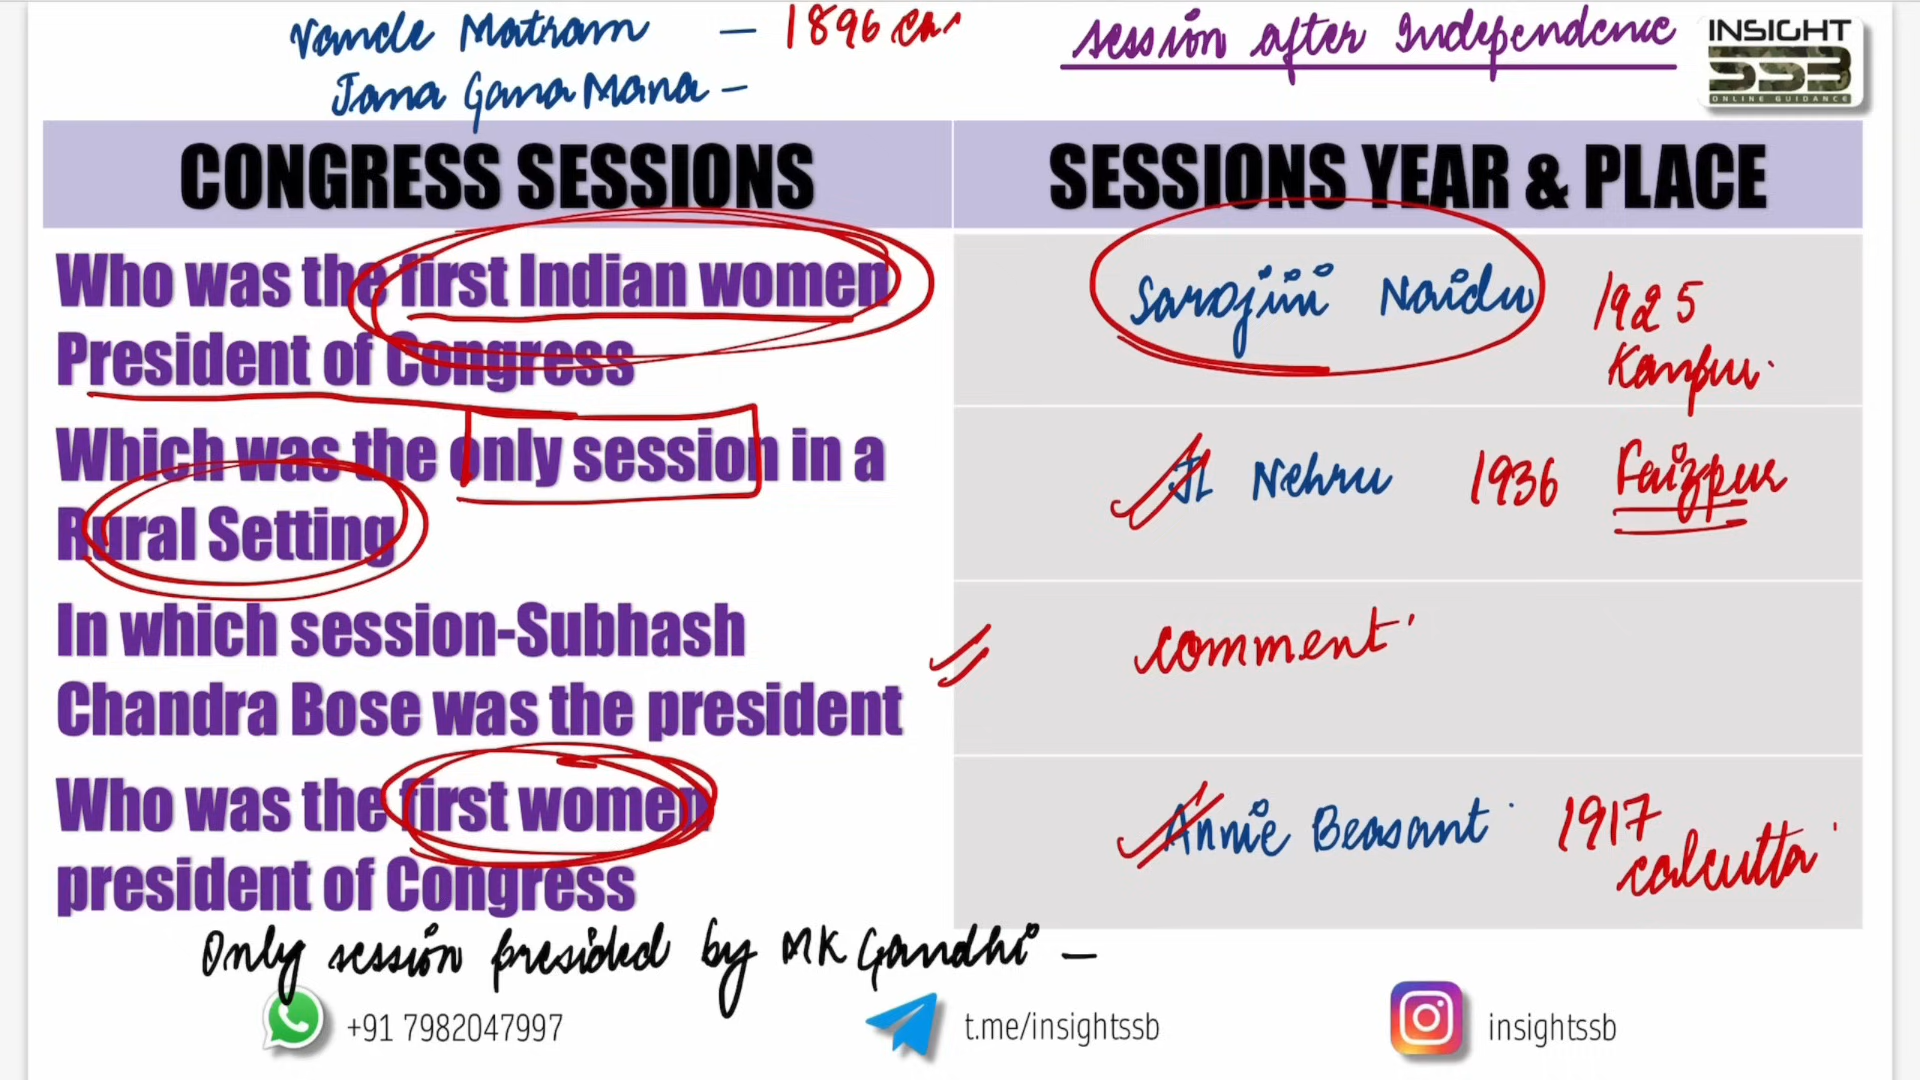 Vande Matram — 1896 Cal
session after Independence
INSIGHT
SSB
ONLINE GUIDANCE
Jana Gana Mana -
CONGRESS SESSIONS
SESSIONS YEAR & PLACE
Who was the first Indian women
President of Congress
Sarojini Naidu
1925
Kanpur
Which was the only session in a
Rural Setting
JL Nehru 1936 Faizpur
In which session-Subhash
Chandra Bose was the president
comment
Who was the first women
president of Congress
Annie Beasant
1917
calcutta
Only session presided by MK Gandhi —
+91 7982047997
t.me/insightssb
insightssb